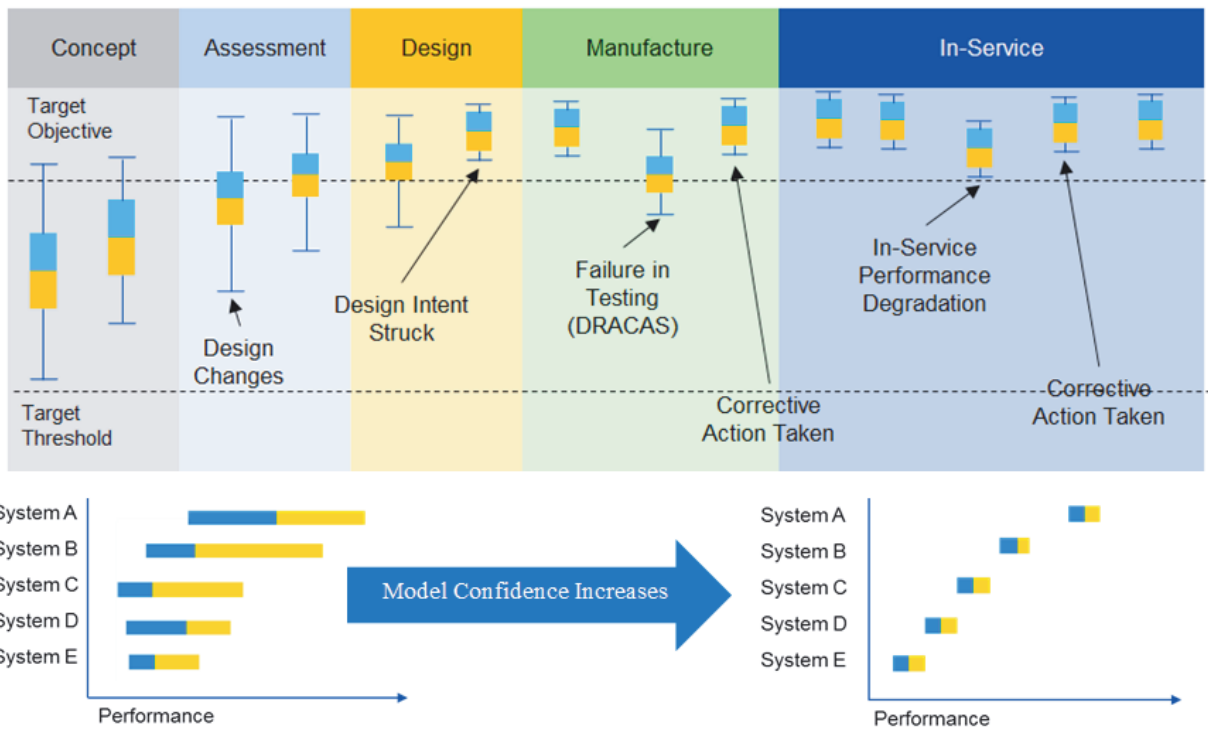 Concept
Assessment
Design
Manufacture
In-Service
Target
Objective
Design
Changes
Design Intent
Struck
Failure in
Testing
(DRACAS)
Corrective
Action Taken
In-Service
Performance
Degradation
Corrective
Action Taken
Target
Threshold
System A
System B
System C
System D
System E
Performance
Model Confidence Increases
System A
System B
System C
System D
System E
Performance